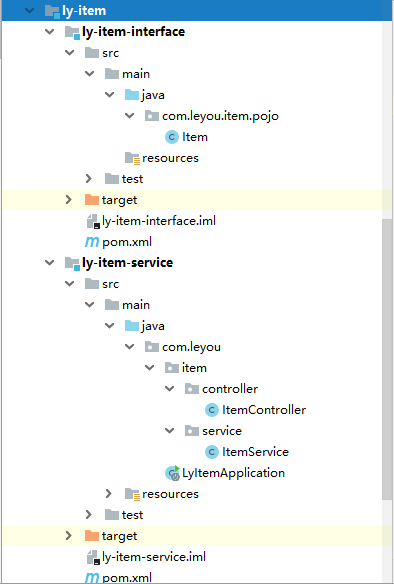 ly-item
ly-item-interface
src
main
java
com.leyou.item.pojo
Item
resources
test
target
ly-item-interface.iml
pom.xml
ly-item-service
src
main
java
com.leyou
item
controller
ItemController
service
ItemService
LyItemApplication
resources
test
target
ly-item-service.iml
pom.xml